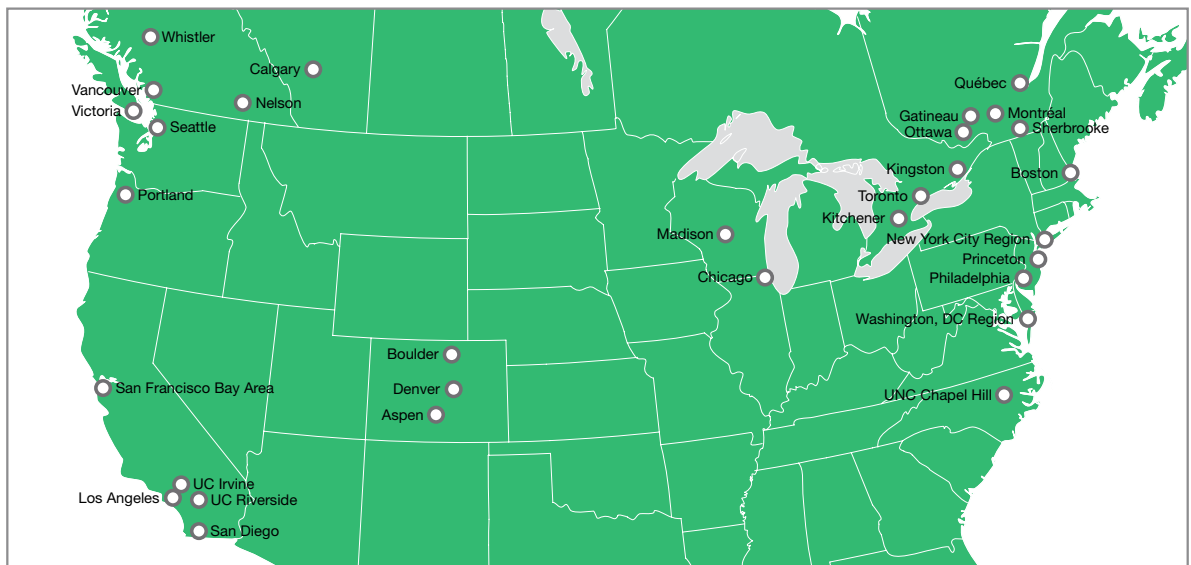 Whistler
Calgary
Vancouver
Nelson
Victoria
Seattle
Portland
San Francisco Bay Area
Boulder
Denver
Aspen
UC Irvine
Los Angeles
UC Riverside
San Diego
Madison
Chicago
Québec
Gatineau
Montréal
Ottawa
Sherbrooke
Kingston
Boston
Toronto
Kitchener
New York City Region
Princeton
Philadelphia
Washington, DC Region
UNC Chapel Hill